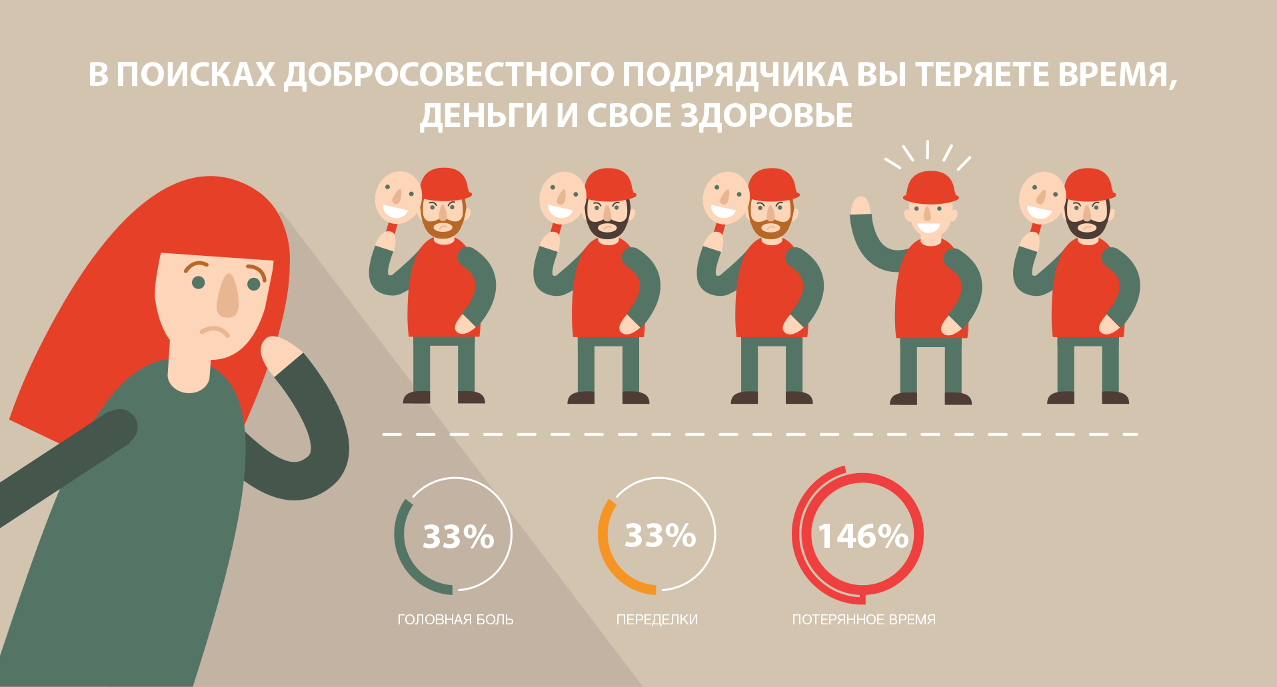 В ПОИСКАХ ДОБРОСОВЕСТНОГО ПОДРЯДЧИКА ВЫ ТЕРЯЕТЕ ВРЕМЯ,
ДЕНЬГИ И СВОЕ ЗДОРОВЬЕ
33% 33% 146%
ГОЛОВНАЯ БОЛЬ ПЕРЕДЕЛКИ ПОТЕРЯННОЕ ВРЕМЯ